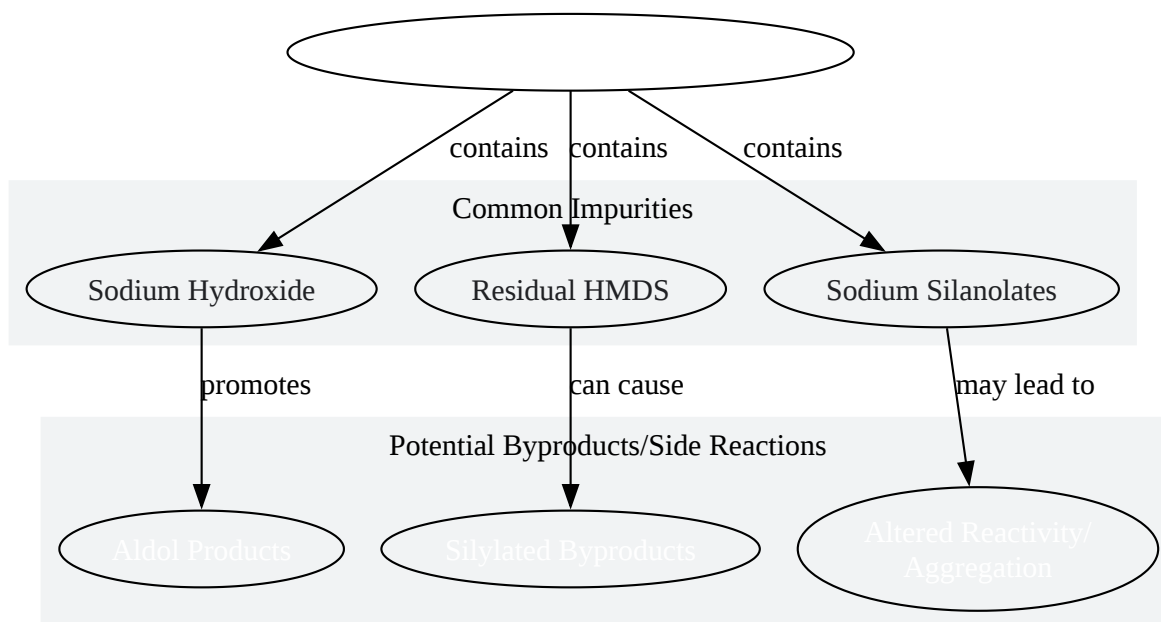 contains
contains
contains
Common Impurities
Sodium Hydroxide
Residual HMDS
Sodium Silanolates
promotes
can cause
may lead to
Potential Byproducts/Side Reactions
Aldol Products
Silylated Byproducts
Altered Reactivity/
Aggregation